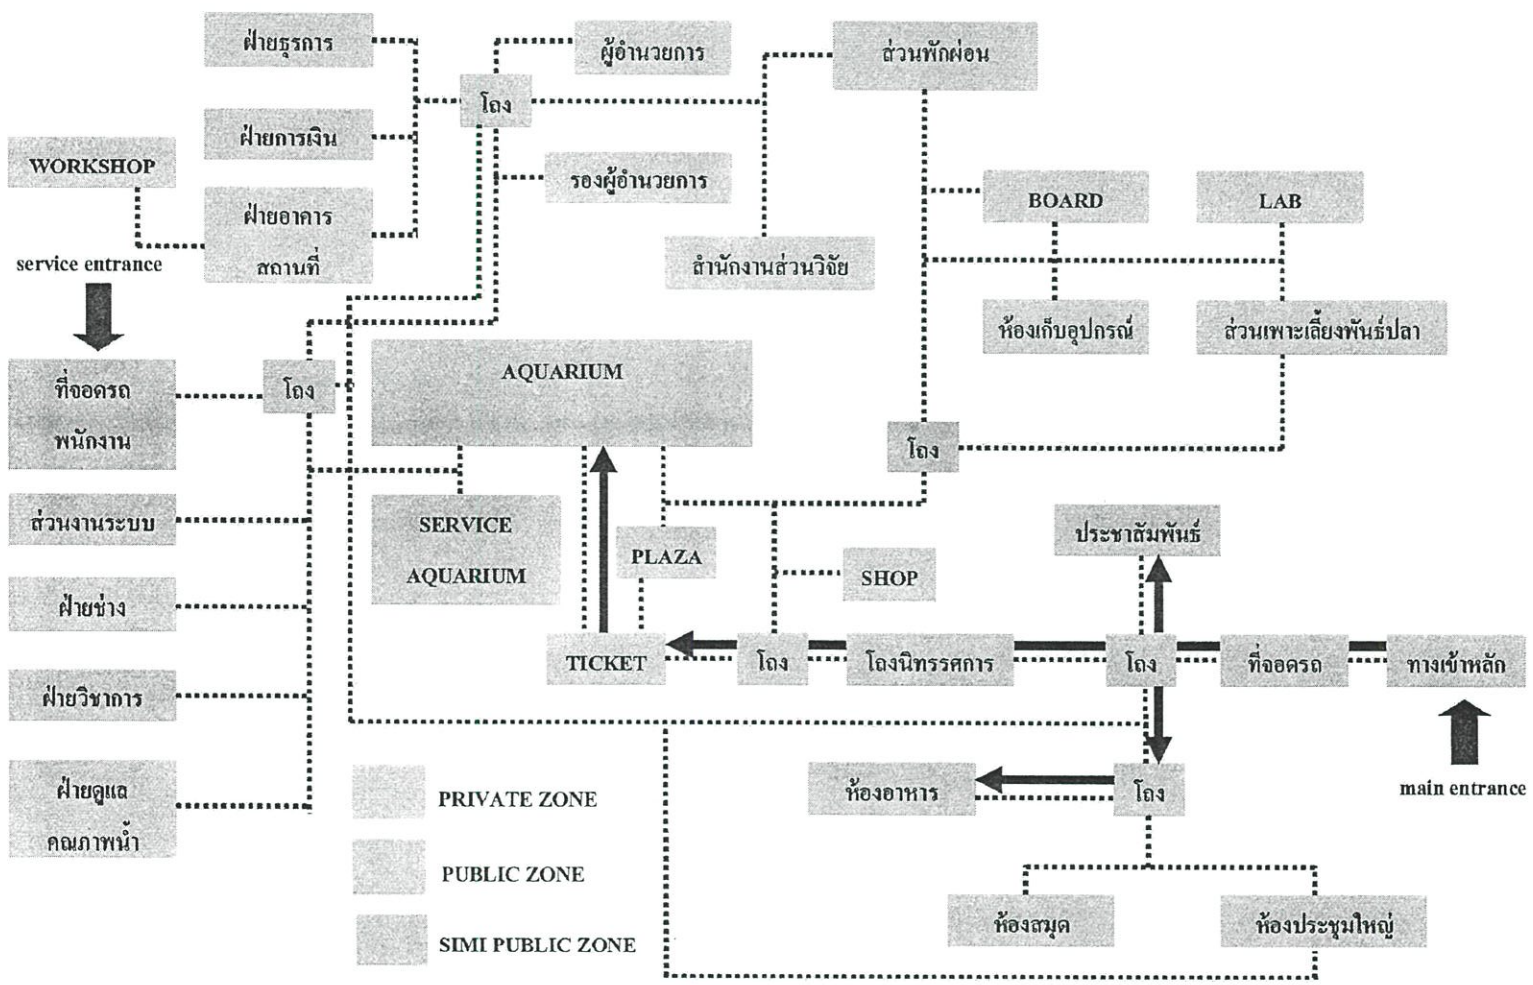 ฝ่ายธุรการ
ผู้อำนวยการ
ส่วนพักผ่อน
โถง
ฝ่ายการเงิน
WORKSHOP
รองผู้อำนวยการ
BOARD
LAB
ฝ่ายอาคาร
สถานที่
service entrance
สำนักงานส่วนวิจัย
ห้องเก็บอุปกรณ์
ส่วนเพาะเลี้ยงพันธุ์ปลา
ที่จอดรถ
พนักงาน
โถง
AQUARIUM
โถง
ส่วนงานระบบ
SERVICE
AQUARIUM
PLAZA
SHOP
ประชาสัมพันธ์
ฝ่ายช่าง
TICKET
โถง
โถงนิทรรศการ
โถง
ที่จอดรถ
ทางเข้าหลัก
ฝ่ายวิชาการ
main entrance
ห้องอาหาร
โถง
ฝ่ายดูแล
คุณภาพน้ำ
PRIVATE ZONE
PUBLIC ZONE
SIMI PUBLIC ZONE
ห้องสมุด
ห้องประชุมใหญ่